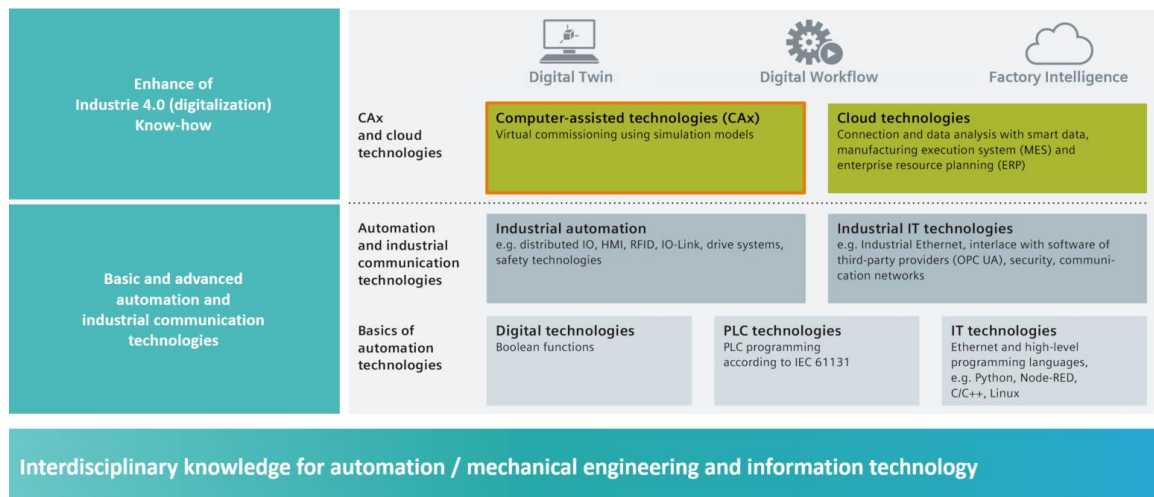 Enhance of
Industrie 4.0 (digitalization)
Know-how
Digital Twin
Digital Workflow
Factory Intelligence
CAx
and cloud
technologies
Computer-assisted technologies (CAx)
Virtual commissioning using simulation models
Cloud technologies
Connection and data analysis with smart data,
manufacturing execution system (MES) and
enterprise resource planning (ERP)
Basic and advanced
automation and
industrial communication
technologies
Automation
and industrial
communication
technologies
Industrial automation
e.g. distributed IO, HMI, RFID, IO-Link, drive systems,
safety technologies
Industrial IT technologies
e.g. Industrial Ethernet, interlace with software of
third-party providers (OPC UA), security, communi-
cation networks
Basics of
automation
technologies
Digital technologies
Boolean functions
PLC technologies
PLC programming
according to IEC 61131
IT technologies
Ethernet and high-level
programming languages,
e.g. Python, Node-RED,
C/C++, Linux
Interdisciplinary knowledge for automation / mechanical engineering and information technology